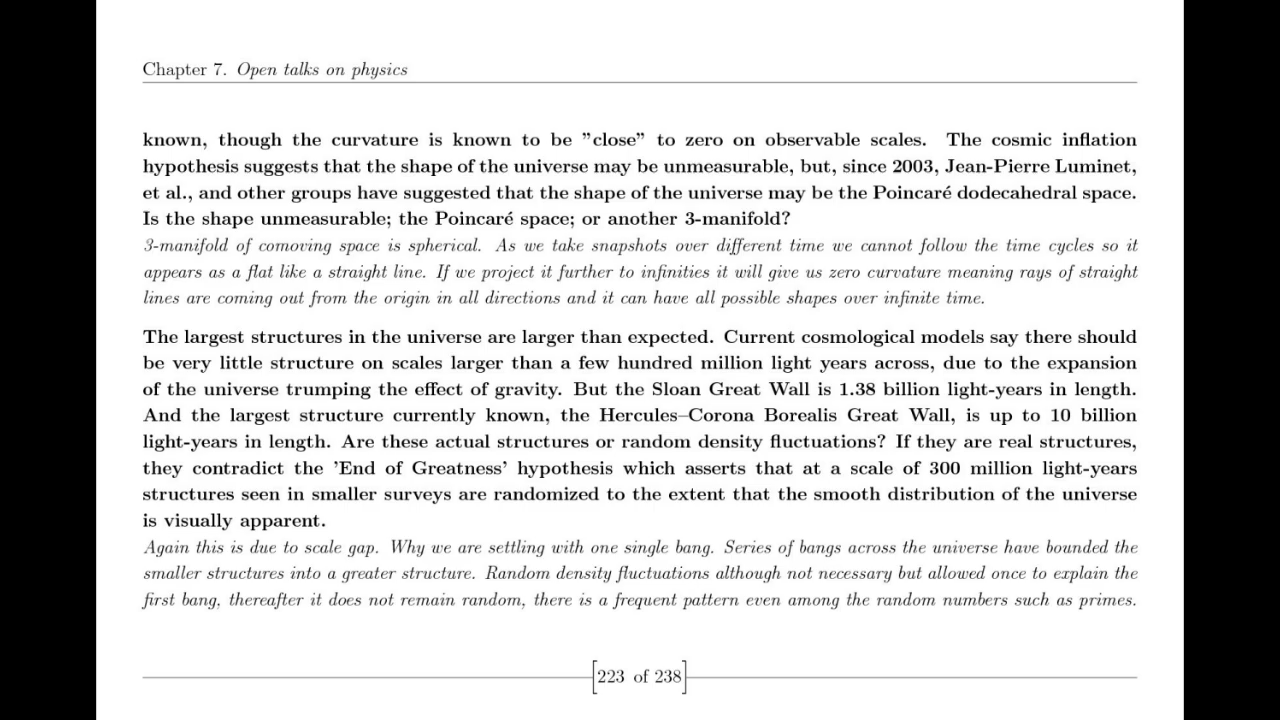 Chapter 7. Open talks on physics
known, though the curvature is known to be ”close” to zero on observable scales. The cosmic inflation
hypothesis suggests that the shape of the universe may be unmeasurable, but, since 2003, Jean-Pierre Luminet,
et al., and other groups have suggested that the shape of the universe may be the Poincaré dodecahedral space.
Is the shape unmeasurable; the Poincaré space; or another 3-manifold?
3-manifold of comoving space is spherical. As we take snapshots over different time we cannot follow the time cycles so it
appears as a flat like a straight line. If we project it further to infinities it will give us zero curvature meaning rays of straight
lines are coming out from the origin in all directions and it can have all possible shapes over infinite time.
The largest structures in the universe are larger than expected. Current cosmological models say there should
be very little structure on scales larger than a few hundred million light years across, due to the expansion
of the universe trumping the effect of gravity. But the Sloan Great Wall is 1.38 billion light-years in length.
And the largest structure currently known, the Hercules–Corona Borealis Great Wall, is up to 10 billion
light-years in length. Are these actual structures or random density fluctuations? If they are real structures,
they contradict the ’End of Greatness’ hypothesis which asserts that at a scale of 300 million light-years
structures seen in smaller surveys are randomized to the extent that the smooth distribution of the universe
is visually apparent.
Again this is due to scale gap. Why we are settling with one single bang. Series of bangs across the universe have bounded the
smaller structures into a greater structure. Random density fluctuations although not necessary but allowed once to explain the
first bang, thereafter it does not remain random, there is a frequent pattern even among the random numbers such as primes.
[223 of 238]